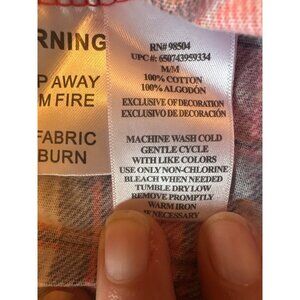 RNING
P AWAY
M FIRE
FABRIC
BURN
RN# 98504
UPC #: 650743959334
M/M
100% COTTON
100% ALGODÓN
EXCLUSIVE OF DECORATION
EXCLUSIVO DE DECORACIÓN
MACHINE WASH COLD
GENTLE CYCLE
WITH LIKE COLORS
USE ONLY NON-CHLORINE
BLEACH WHEN NEEDED
TUMBLE DRY LOW
REMOVE PROMPTLY
WARM IRON
IF NECESSARY